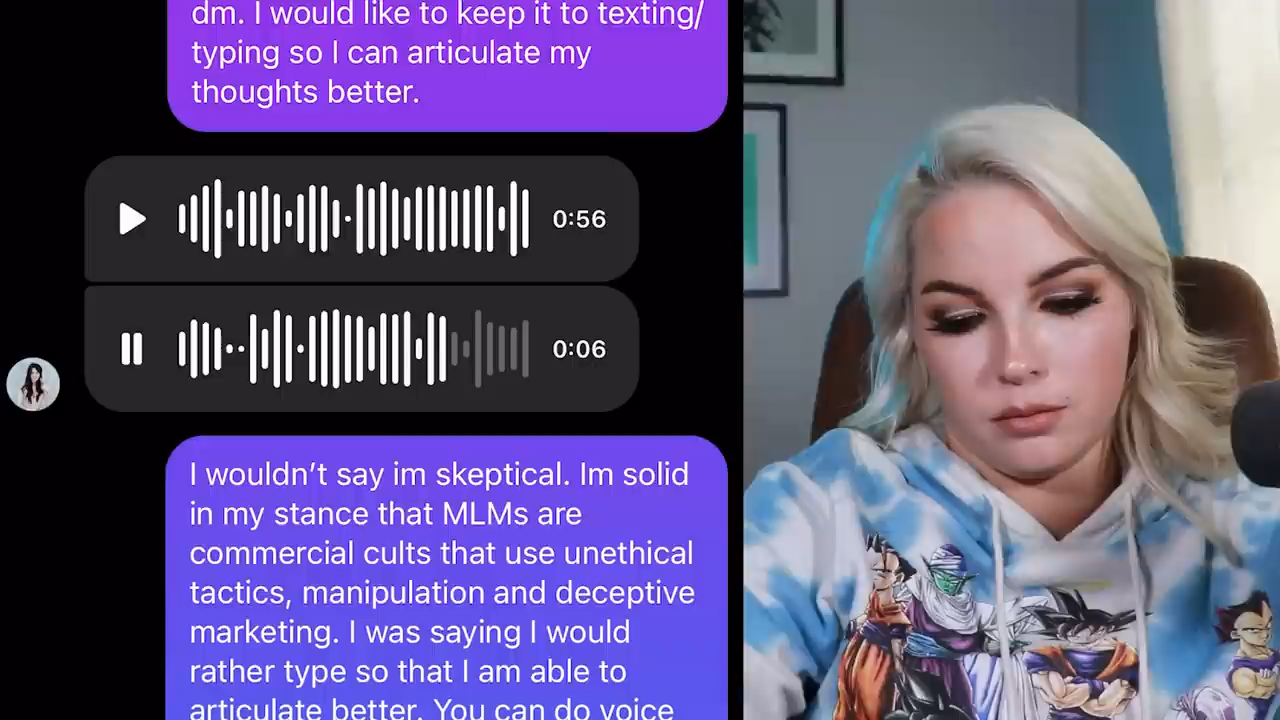 dm. I would like to keep it to texting/
typing so I can articulate my
thoughts better.
0:56
0:06
I wouldn’t say im skeptical. Im solid
in my stance that MLMs are
commercial cults that use unethical
tactics, manipulation and deceptive
marketing. I was saying I would
rather type so that I am able to
articulate better. You can do voice